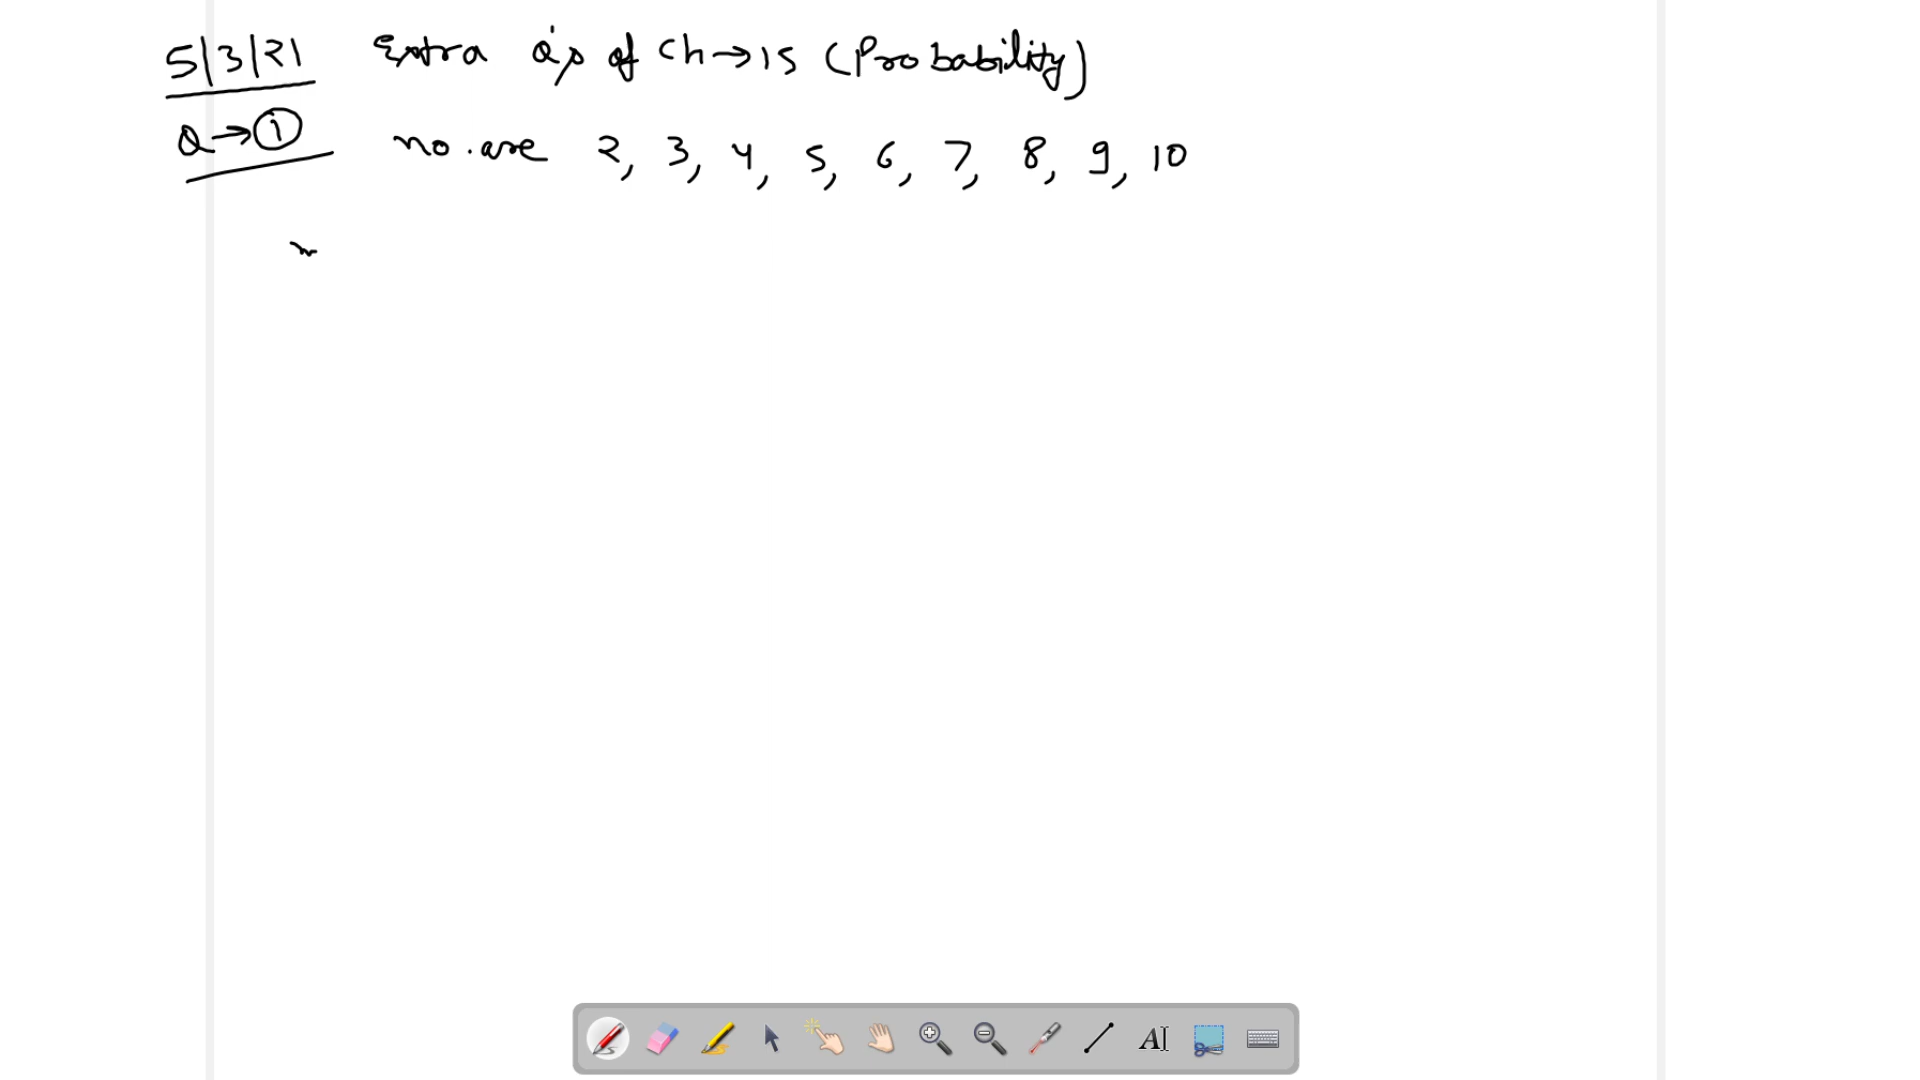 5/3/21 Extra Q's of Ch→15 (Probability)
Q→① no. are 2, 3, 4, 5, 6, 7, 8, 9, 10